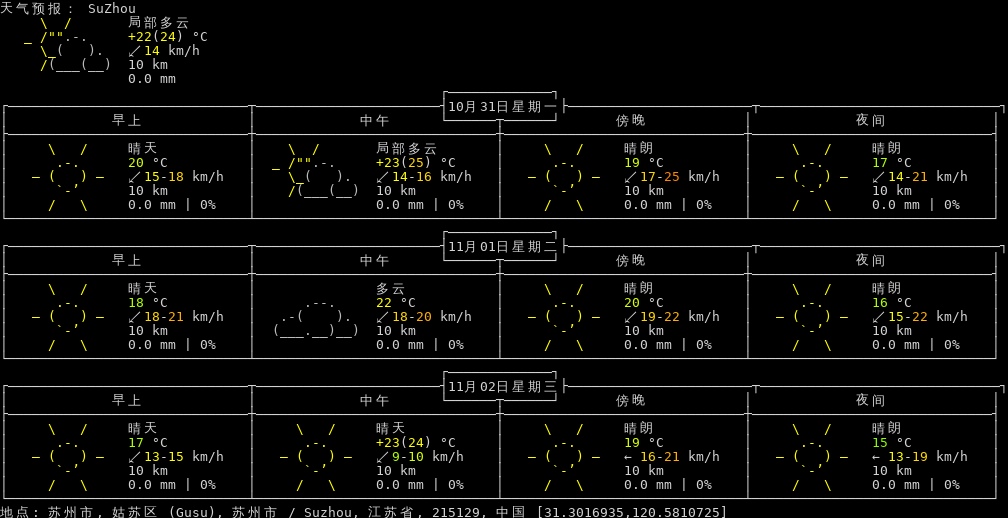 天气预报: SuZhou
局部多云
+22(24) °C
↙14 km/h
10 km
0.0 mm
10月31日星期一
早上 中午 傍晚 夜间
晴天 局部多云 晴朗 晴朗
20 °C +23(25) °C 19 °C 17 °C
↙15-18 km/h ↙14-16 km/h ↙17-25 km/h ↙14-21 km/h
10 km 10 km 10 km 10 km
0.0 mm | 0% 0.0 mm | 0% 0.0 mm | 0% 0.0 mm | 0%
11月01日星期二
早上 中午 傍晚 夜间
晴天 多云 晴朗 晴朗
18 °C 22 °C 20 °C 16 °C
↙18-21 km/h ↙18-20 km/h ↙19-22 km/h ↙15-22 km/h
10 km 10 km 10 km 10 km
0.0 mm | 0% 0.0 mm | 0% 0.0 mm | 0% 0.0 mm | 0%
11月02日星期三
早上 中午 傍晚 夜间
晴天 晴天 晴朗 晴朗
17 °C +23(24) °C 19 °C 15 °C
↙13-15 km/h ↙9-10 km/h ← 16-21 km/h ← 13-19 km/h
10 km 10 km 10 km 10 km
0.0 mm | 0% 0.0 mm | 0% 0.0 mm | 0% 0.0 mm | 0%
地点: 苏州市, 姑苏区 (Gusu), 苏州市 / Suzhou, 江苏省, 215129, 中国 [31.3016935,120.5810725]